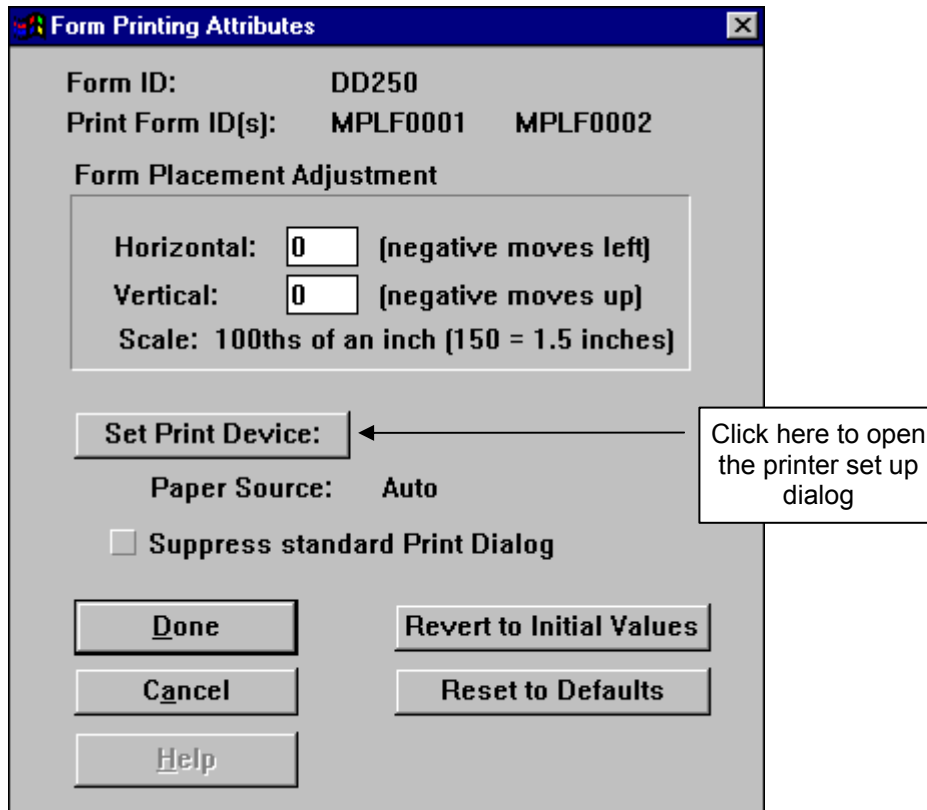 Form Printing Attributes
Form ID: DD250
Print Form ID(s): MPLF0001 MPLF0002
Form Placement Adjustment
Horizontal: 0 (negative moves left)
Vertical: 0 (negative moves up)
Scale: 100ths of an inch (150 = 1.5 inches)
Set Print Device:
Click here to open
the printer set up
dialog
Paper Source: Auto
Suppress standard Print Dialog
Done
Revert to Initial Values
Cancel
Reset to Defaults
Help